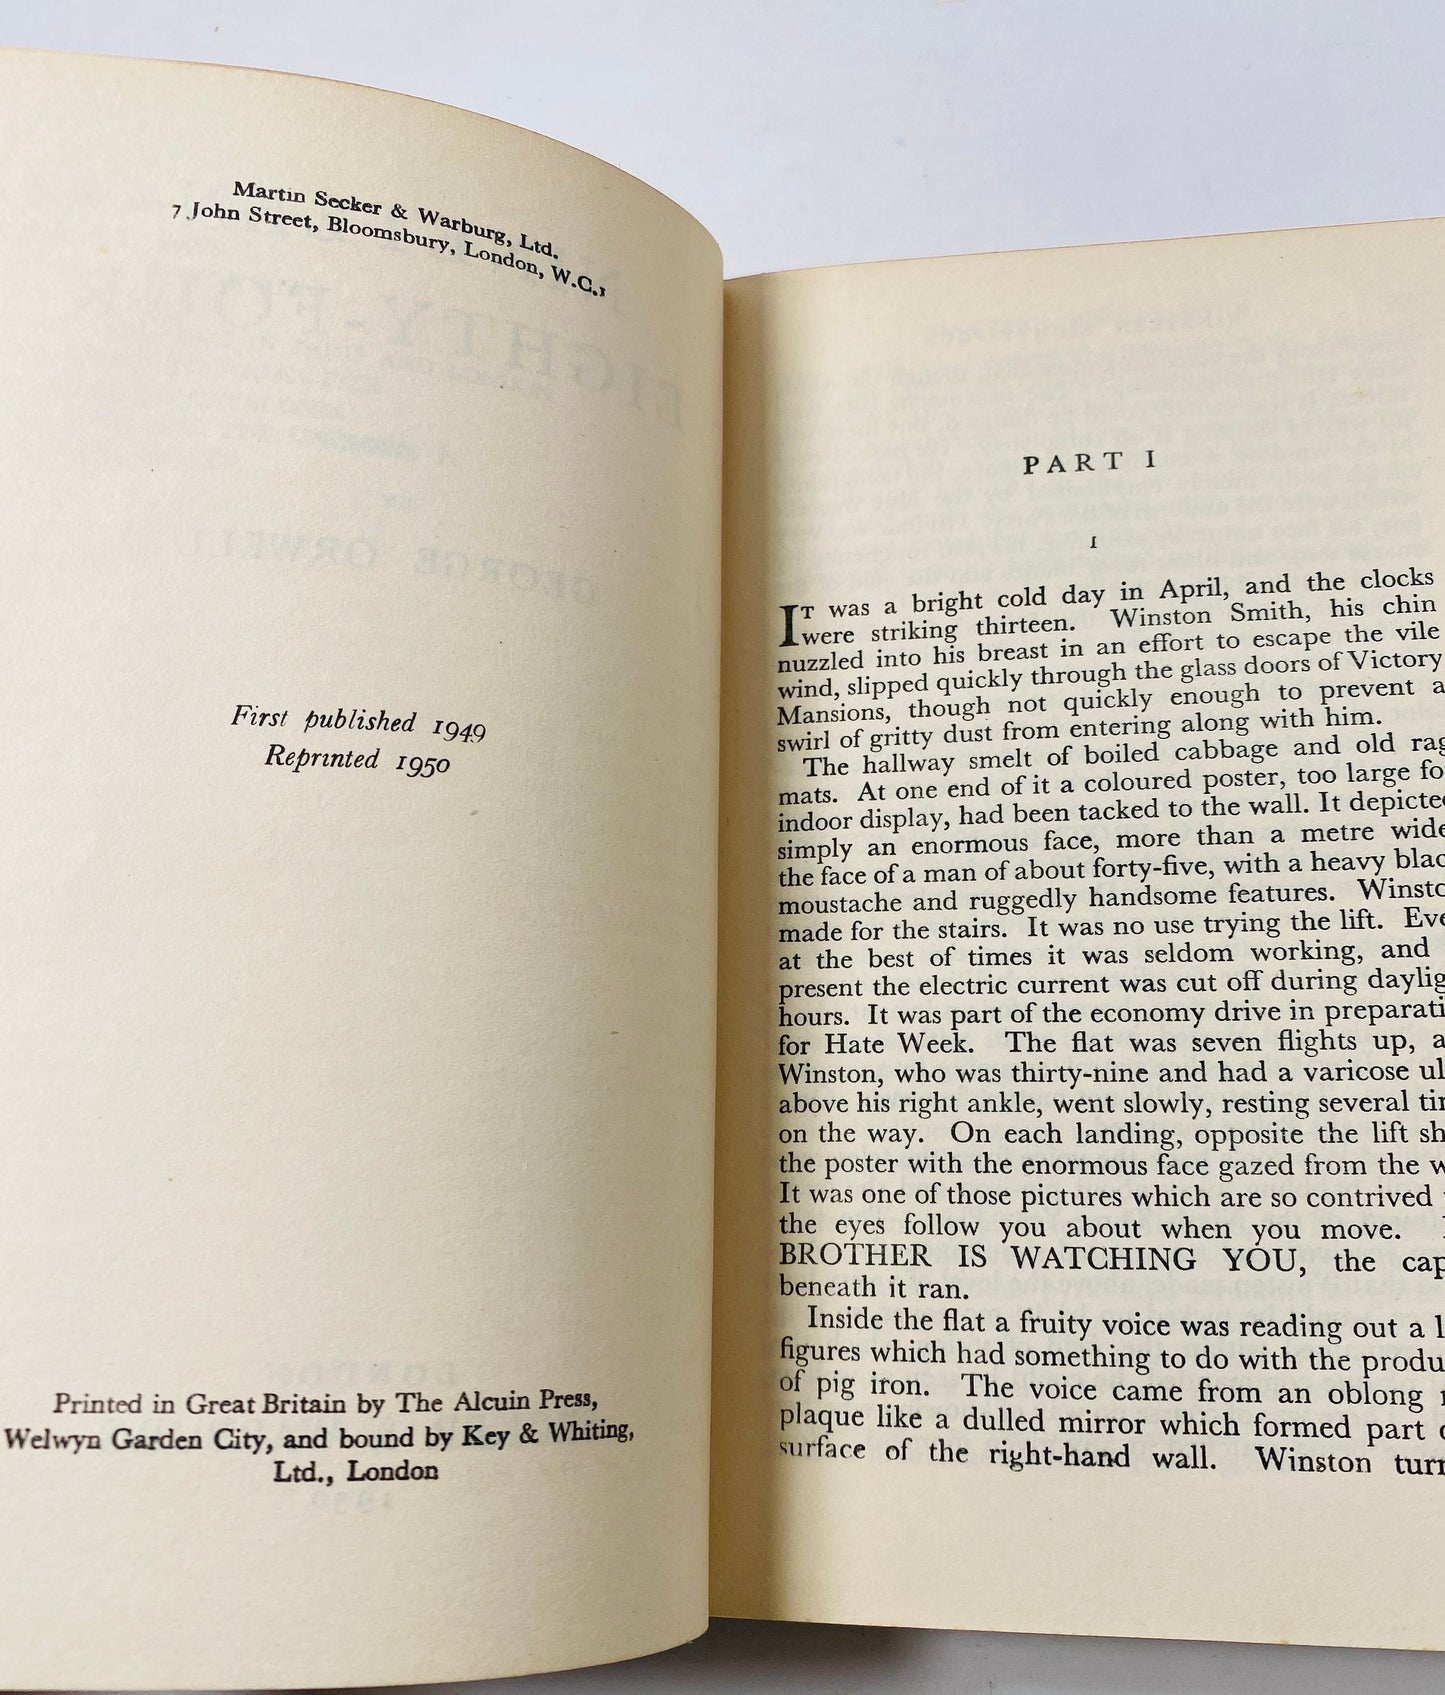 Martin Secker & Warburg, Ltd.
7 John Street, Bloomsbury, London, W.C.1
First published 1949
Reprinted 1950
Printed in Great Britain by The Alcuin Press,
Welwyn Garden City, and bound by Key & Whiting,
Ltd., London
PART I
I
IT was a bright cold day in April, and the clocks
were striking thirteen. Winston Smith, his chin
nuzzled into his breast in an effort to escape the vile
wind, slipped quickly through the glass doors of Victory
Mansions, though not quickly enough to prevent a
swirl of gritty dust from entering along with him.
The hallway smelt of boiled cabbage and old rag
mats. At one end of it a coloured poster, too large fo
indoor display, had been tacked to the wall. It depicte
simply an enormous face, more than a metre wide
the face of a man of about forty-five, with a heavy blac
moustache and ruggedly handsome features. Winsto
made for the stairs. It was no use trying the lift. Eve
at the best of times it was seldom working, and
present the electric current was cut off during daylig
hours. It was part of the economy drive in preparati
for Hate Week. The flat was seven flights up, a
Winston, who was thirty-nine and had a varicose ul
above his right ankle, went slowly, resting several tim
on the way. On each landing, opposite the lift sh
the poster with the enormous face gazed from the w
It was one of those pictures which are so contrived
the eyes follow you about when you move.
BROTHER IS WATCHING YOU, the cap
beneath it ran.
Inside the flat a fruity voice was reading out a l
figures which had something to do with the produ
of pig iron. The voice came from an oblong
plaque like a dulled mirror which formed part o
surface of the right-hand wall. Winston turn